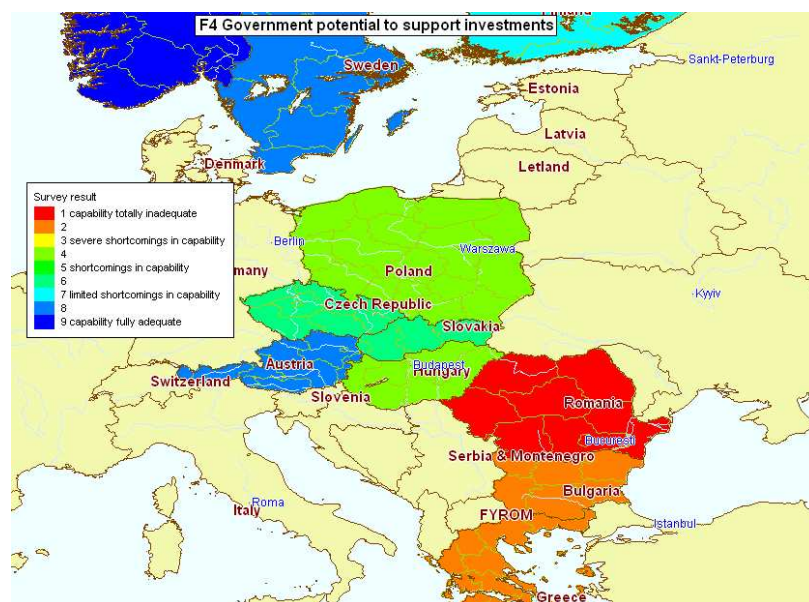 F4 Government potential to support investments
Finland
Sweden
Sankt-Peterburg
Estonia
Latvia
Denmark
Letland
Survey result
1 capability totally inadequate
2
3 severe shortcomings in capability
4
5 shortcomings in capability
6
7 limited shortcomings in capability
8
9 capability fully adequate
Berlin
Warszawa
many
Poland
Kyyiv
Czech Republic
Slovakia
Austria
Budapest
Hungary
Switzerland
Slovenia
Romania
Bucuresti
Serbia & Montenegro
Bulgaria
Roma
Italy
FYROM
Istanbul
Greece